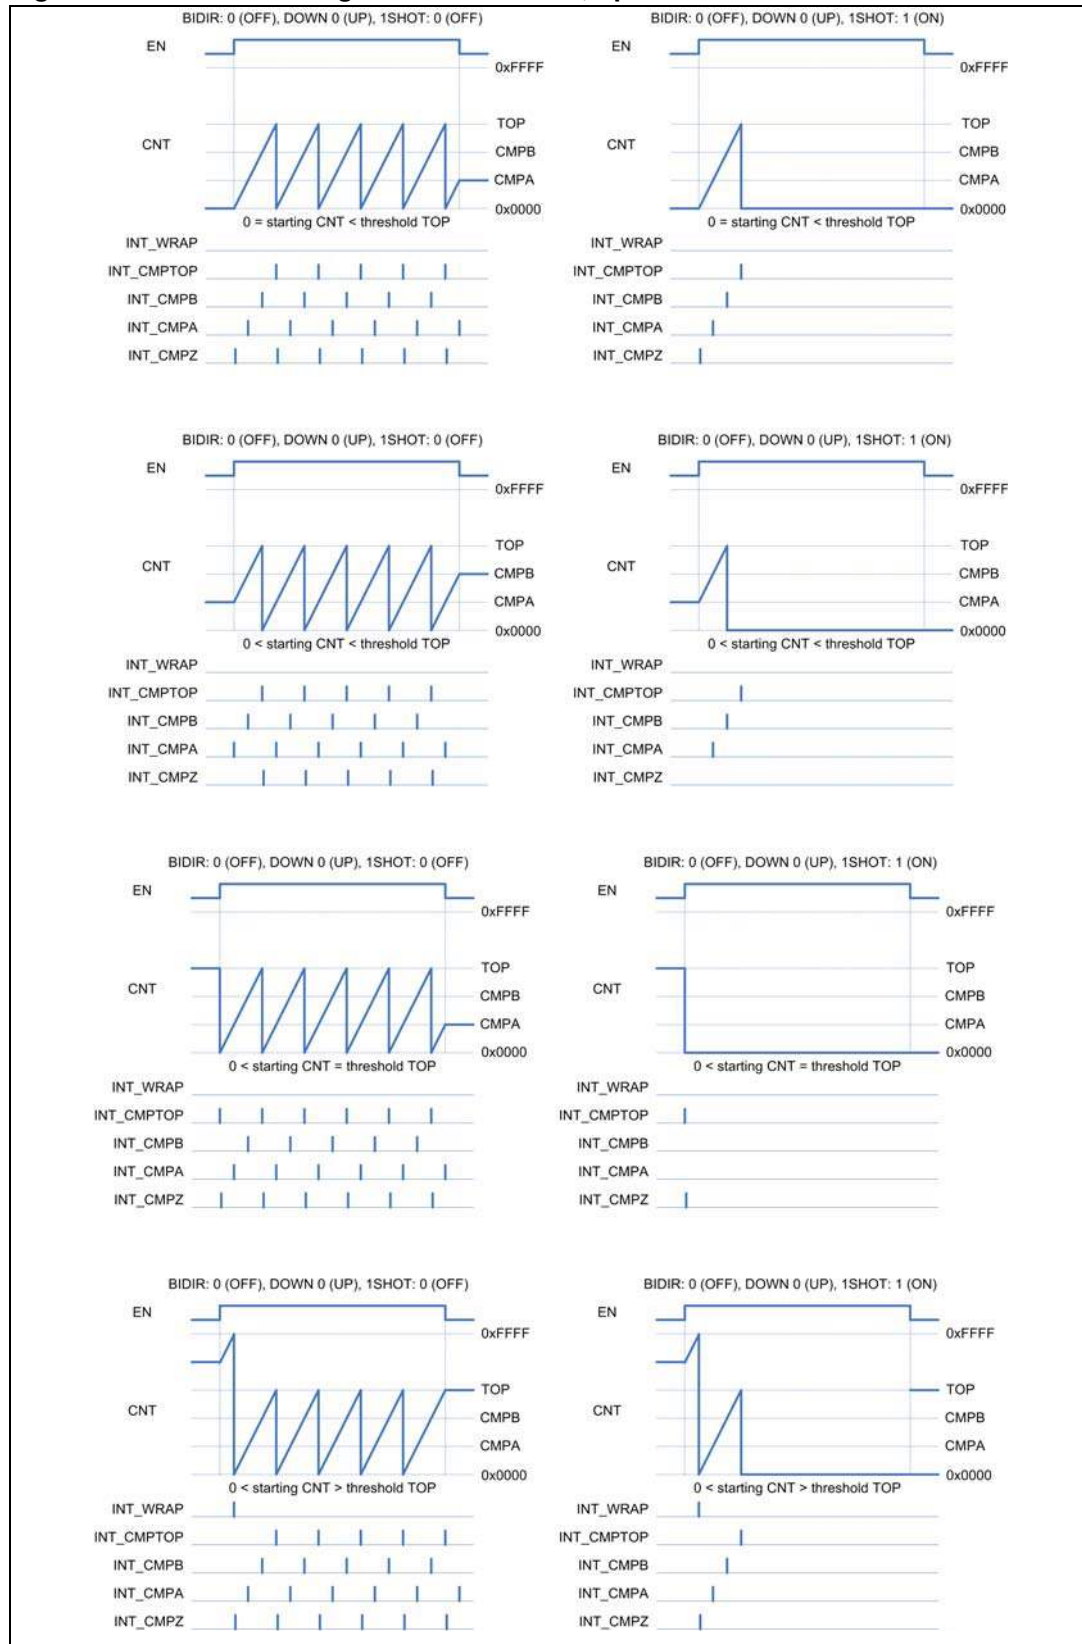 BIDIR: 0 (OFF), DOWN 0 (UP), 1SHOT: 0 (OFF)
EN
0xFFFF
TOP
CNT
CMPB
CMPA
0x0000
0 = starting CNT < threshold TOP
INT_WRAP
INT_CMPTOP
INT_CMPB
INT_CMPA
INT_CMPZ
BIDIR: 0 (OFF), DOWN 0 (UP), 1SHOT: 1 (ON)
EN
0xFFFF
TOP
CNT
CMPB
CMPA
0x0000
0 = starting CNT < threshold TOP
INT_WRAP
INT_CMPTOP
INT_CMPB
INT_CMPA
INT_CMPZ
BIDIR: 0 (OFF), DOWN 0 (UP), 1SHOT: 0 (OFF)
EN
0xFFFF
TOP
CNT
CMPB
CMPA
0x0000
0 < starting CNT < threshold TOP
INT_WRAP
INT_CMPTOP
INT_CMPB
INT_CMPA
INT_CMPZ
BIDIR: 0 (OFF), DOWN 0 (UP), 1SHOT: 1 (ON)
EN
0xFFFF
TOP
CNT
CMPB
CMPA
0x0000
0 < starting CNT < threshold TOP
INT_WRAP
INT_CMPTOP
INT_CMPB
INT_CMPA
INT_CMPZ
BIDIR: 0 (OFF), DOWN 0 (UP), 1SHOT: 0 (OFF)
EN
0xFFFF
TOP
CNT
CMPB
CMPA
0x0000
0 < starting CNT = threshold TOP
INT_WRAP
INT_CMPTOP
INT_CMPB
INT_CMPA
INT_CMPZ
BIDIR: 0 (OFF), DOWN 0 (UP), 1SHOT: 1 (ON)
EN
0xFFFF
TOP
CNT
CMPB
CMPA
0x0000
0 < starting CNT = threshold TOP
INT_WRAP
INT_CMPTOP
INT_CMPB
INT_CMPA
INT_CMPZ
BIDIR: 0 (OFF), DOWN 0 (UP), 1SHOT: 0 (OFF)
EN
0xFFFF
TOP
CNT
CMPB
CMPA
0x0000
0 < starting CNT > threshold TOP
INT_WRAP
INT_CMPTOP
INT_CMPB
INT_CMPA
INT_CMPZ
BIDIR: 0 (OFF), DOWN 0 (UP), 1SHOT: 1 (ON)
EN
0xFFFF
TOP
CNT
CMPB
CMPA
0x0000
0 < starting CNT > threshold TOP
INT_WRAP
INT_CMPTOP
INT_CMPB
INT_CMPA
INT_CMPZ